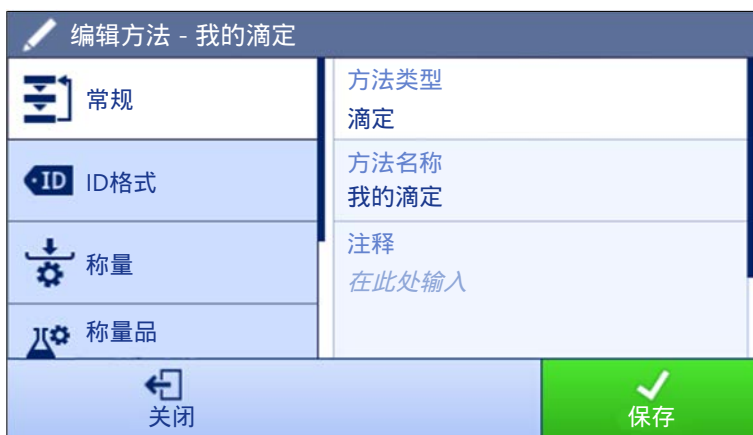 编辑方法 - 我的滴定
常规
ID
ID格式
称量
称量品
方法类型
滴定
方法名称
我的滴定
注释
在此处输入
关闭
保存